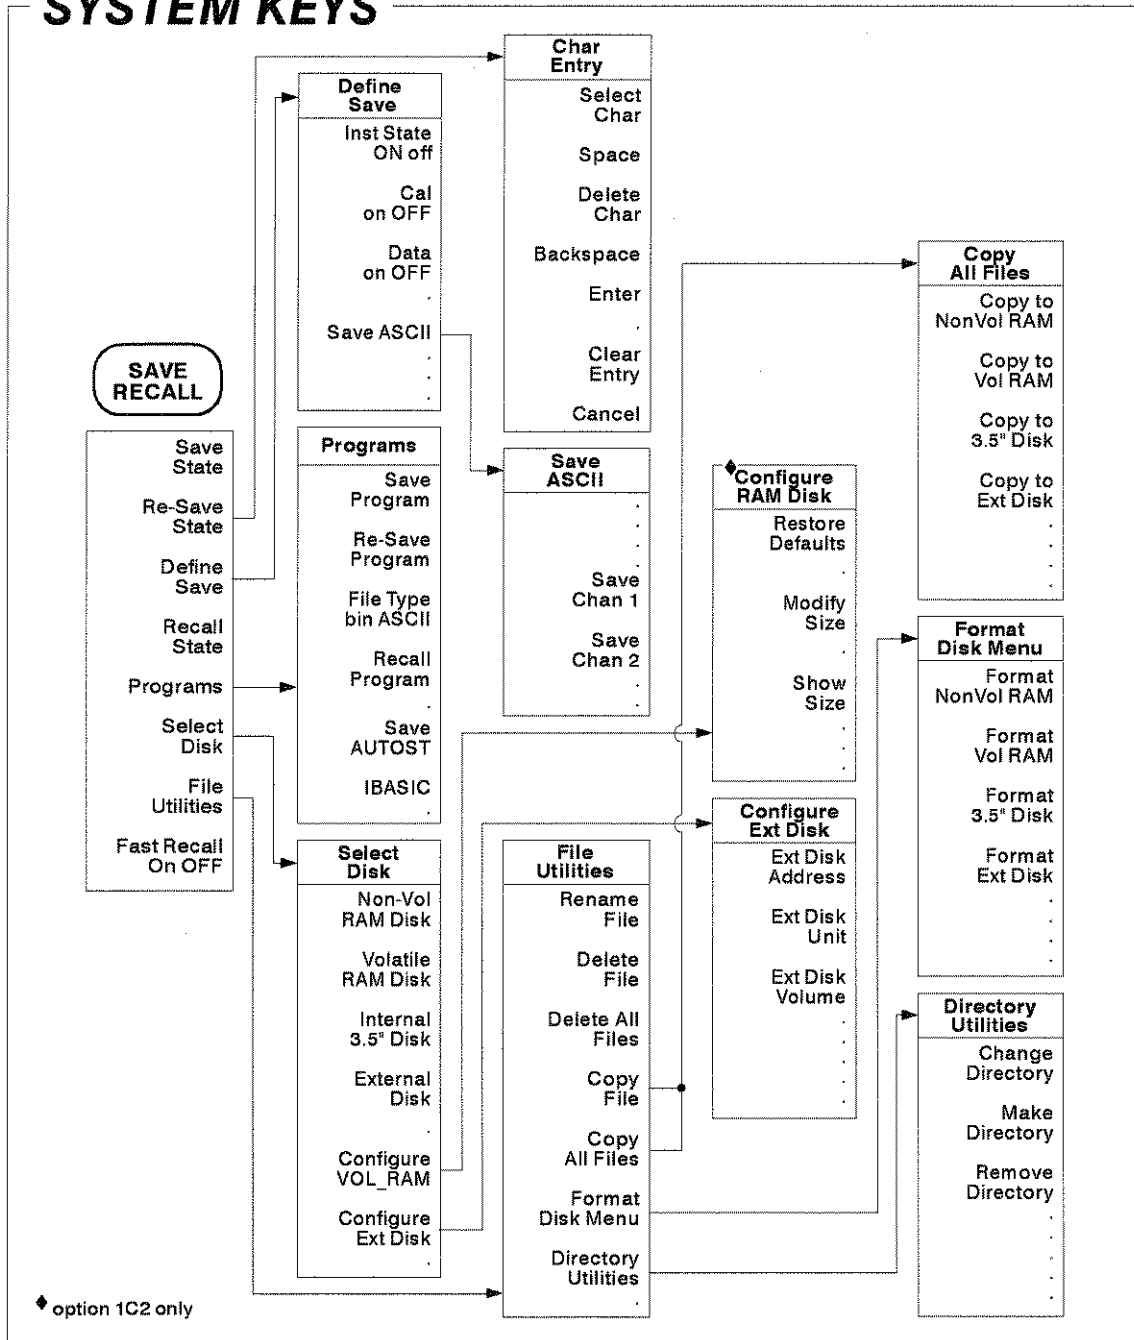 SYSTEM KEYS
SAVE
RECALL
Save
State
Re-Save
State
Define
Save
Recall
State
Programs
Select
Disk
File
Utilities
Fast Recall
On OFF
Define
Save
Inst State
ON off
Cal
on OFF
Data
on OFF
.
Save ASCII
.
.
.
Programs
Save
Program
Re-Save
Program
File Type
bin ASCII
Recall
Program
.
Save
AUTOST
IBASIC
.
Select
Disk
Non-Vol
RAM Disk
Volatile
RAM Disk
Internal
3.5" Disk
External
Disk
.
Configure
VOL_RAM
Configure
Ext Disk
.
Char
Entry
Select
Char
Space
Delete
Char
Backspace
Enter
.
Clear
Entry
Cancel
Save
ASCII
.
.
.
Save
Chan 1
Save
Chan 2
.
.
File
Utilities
Rename
File
Delete
File
Delete All
Files
Copy
File
Copy
All Files
Format
Disk Menu
Directory
Utilities
.
♦Configure
RAM Disk
Restore
Defaults
.
Modify
Size
.
Show
Size
.
.
.
Configure
Ext Disk
Ext Disk
Address
Ext Disk
Unit
Ext Disk
Volume
.
.
.
.
.
Copy
All Files
Copy to
NonVol RAM
Copy to
Vol RAM
Copy to
3.5" Disk
Copy to
Ext Disk
.
.
.
.
Format
Disk Menu
Format
NonVol RAM
Format
Vol RAM
Format
3.5" Disk
Format
Ext Disk
.
.
.
.
Directory
Utilities
Change
Directory
Make
Directory
Remove
Directory
.
.
.
.
.
♦ option 1C2 only